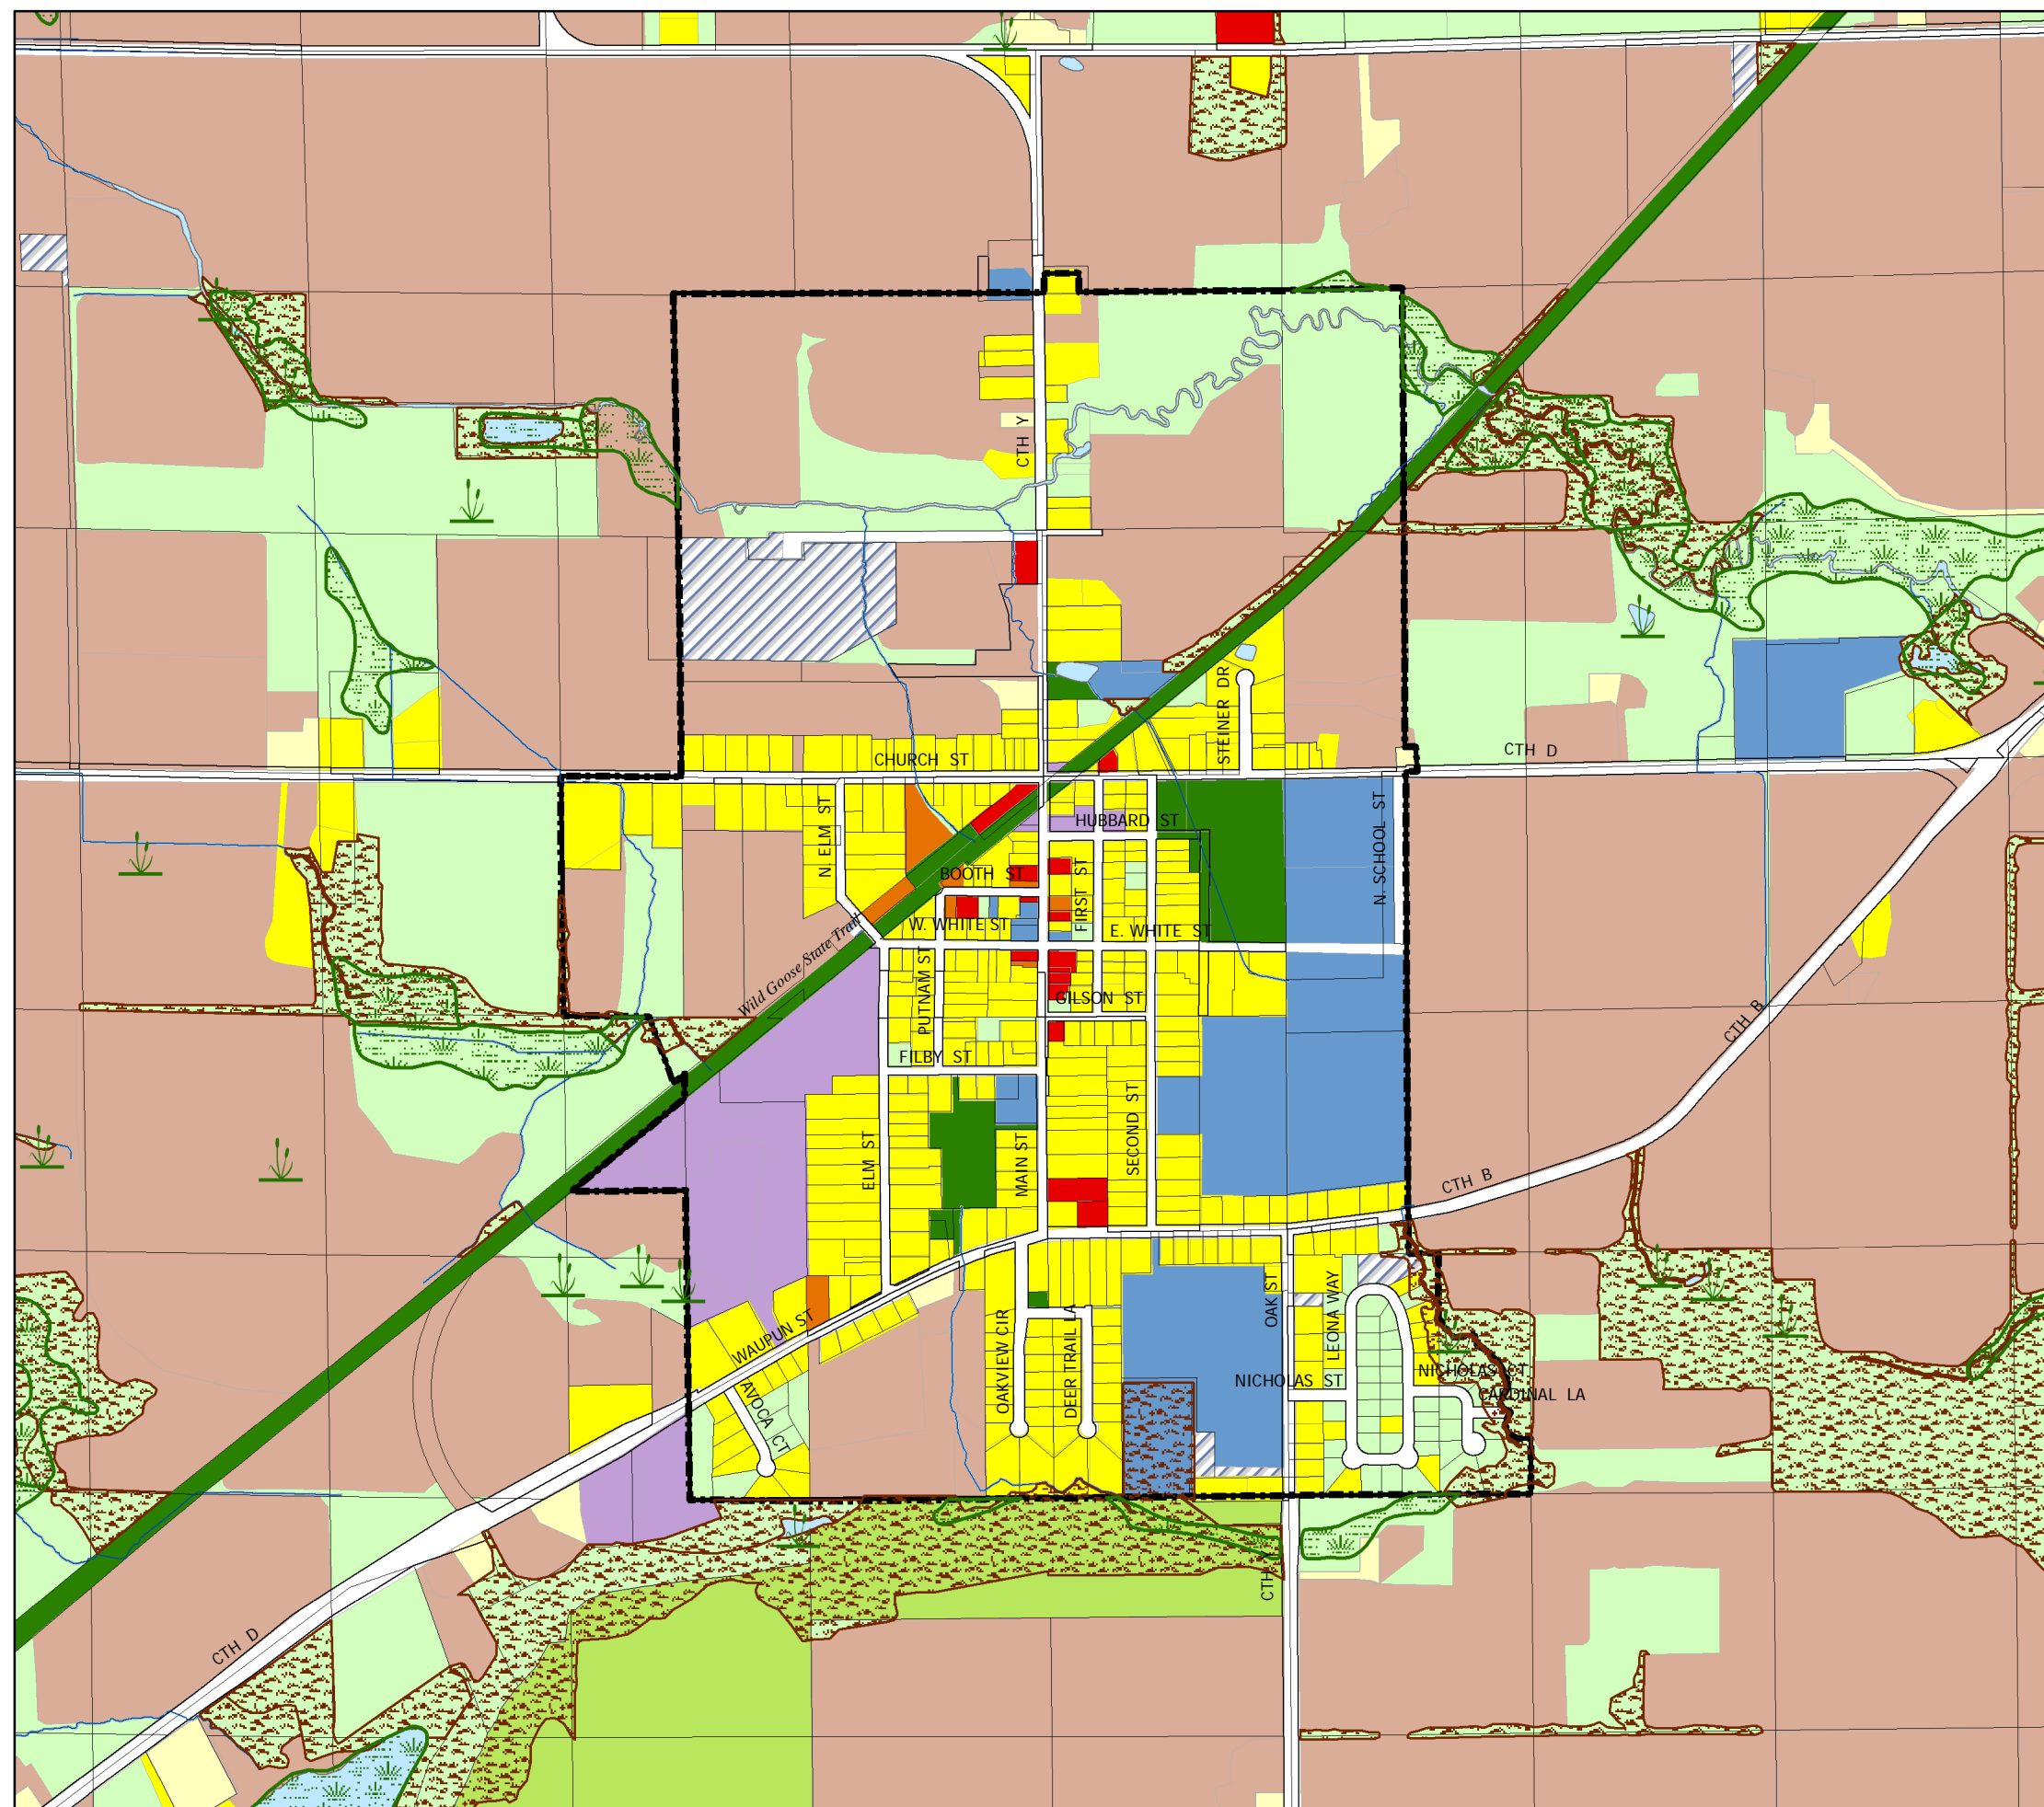 CTH Y
STEINER DR
CTH D
CHURCH ST
N. ELM ST
HUBBARD ST
N. SCHOOL ST
BOOTH ST
FIRST ST
W. WHITE ST
E. WHITE ST
Wild Goose State Trail
PUTNAM ST
GILSON ST
CTH B
FILBY ST
SECOND ST
ELM ST
MAIN ST
CTH B
OAK ST
LEONA WAY
WAUPUN ST
OAKVIEW CIR
DEER TRAIL LA
NICHOLAS ST
NICHOLAS CT
CARDINAL LA
AVOCA CT
CTH
CTH D